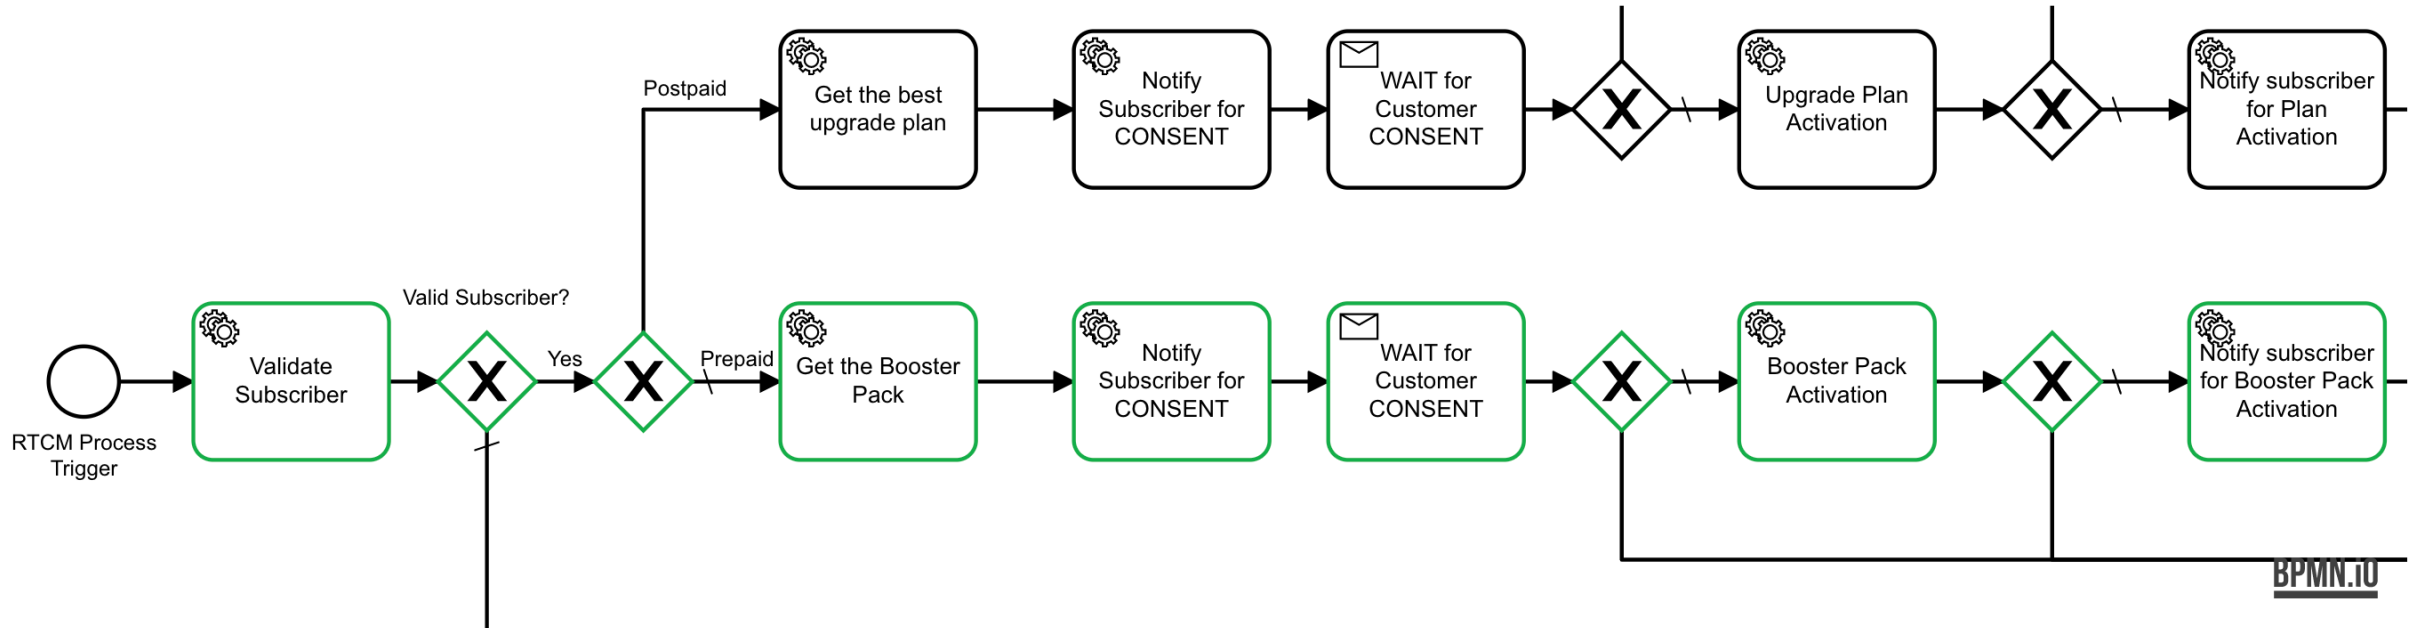 Postpaid
Get the best
upgrade plan
Notify
Subscriber for
CONSENT
WAIT for
Customer
CONSENT
X
Upgrade Plan
Activation
X
Notify subscriber
for Plan
Activation
RTCM Process
Trigger
Validate
Subscriber
Valid Subscriber?
X
Yes
X
Prepaid
Get the Booster
Pack
Notify
Subscriber for
CONSENT
WAIT for
Customer
CONSENT
X
Booster Pack
Activation
X
Notify subscriber
for Booster Pack
Activation
BPMN.iO